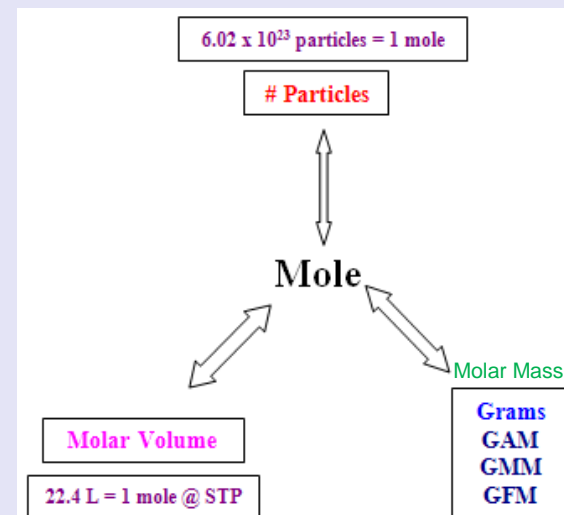 6.02 x 10²³ particles = 1 mole
# Particles
Mole
Molar Mass
Grams
GAM
GMM
GFM
Molar Volume
22.4 L = 1 mole @ STP